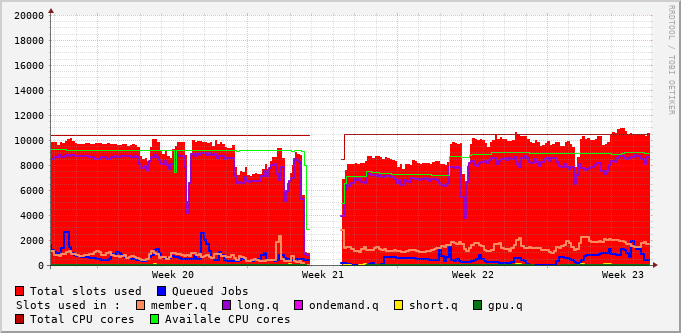 RRDTOOL / TOBI OETIKER
20000
18000
16000
14000
12000
10000
8000
6000
4000
2000
0
Week 20 Week 21 Week 22 Week 23
Total slots used Queued Jobs
Slots used in : member.q long.q ondemand.q short.q gpu.q
Total CPU cores Availale CPU cores